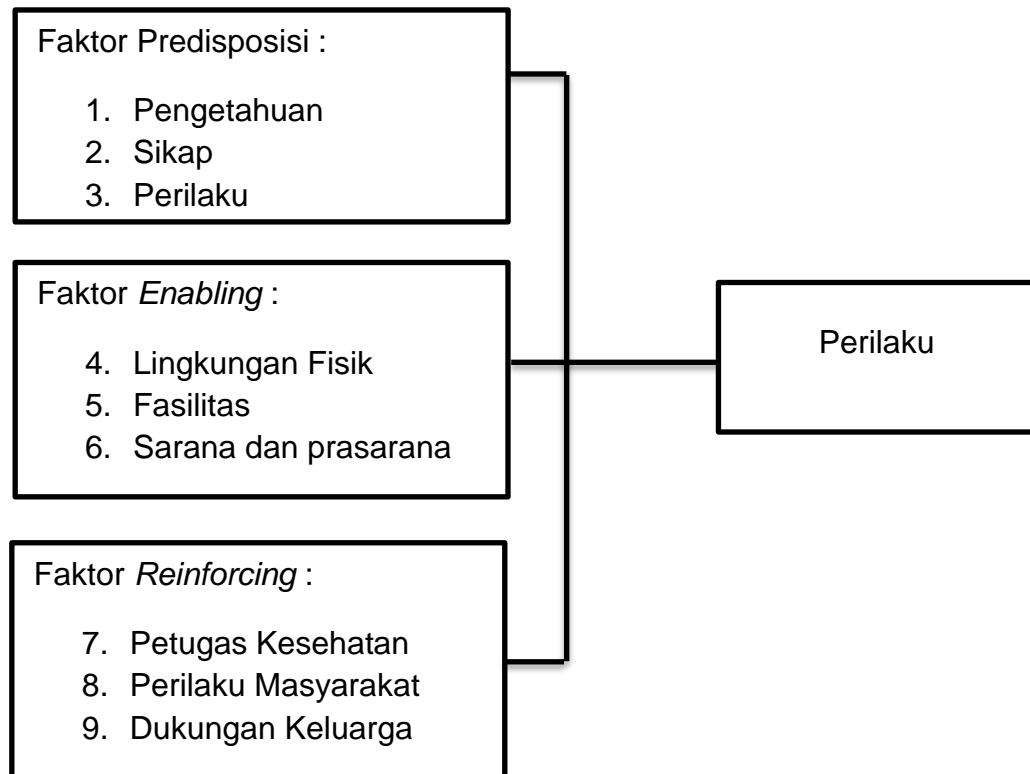 Faktor Predisposisi :
1. Pengetahuan
2. Sikap
3. Perilaku
Faktor Enabling :
4. Lingkungan Fisik
5. Fasilitas
6. Sarana dan prasarana
Faktor Reinforcing :
7. Petugas Kesehatan
8. Perilaku Masyarakat
9. Dukungan Keluarga
Perilaku